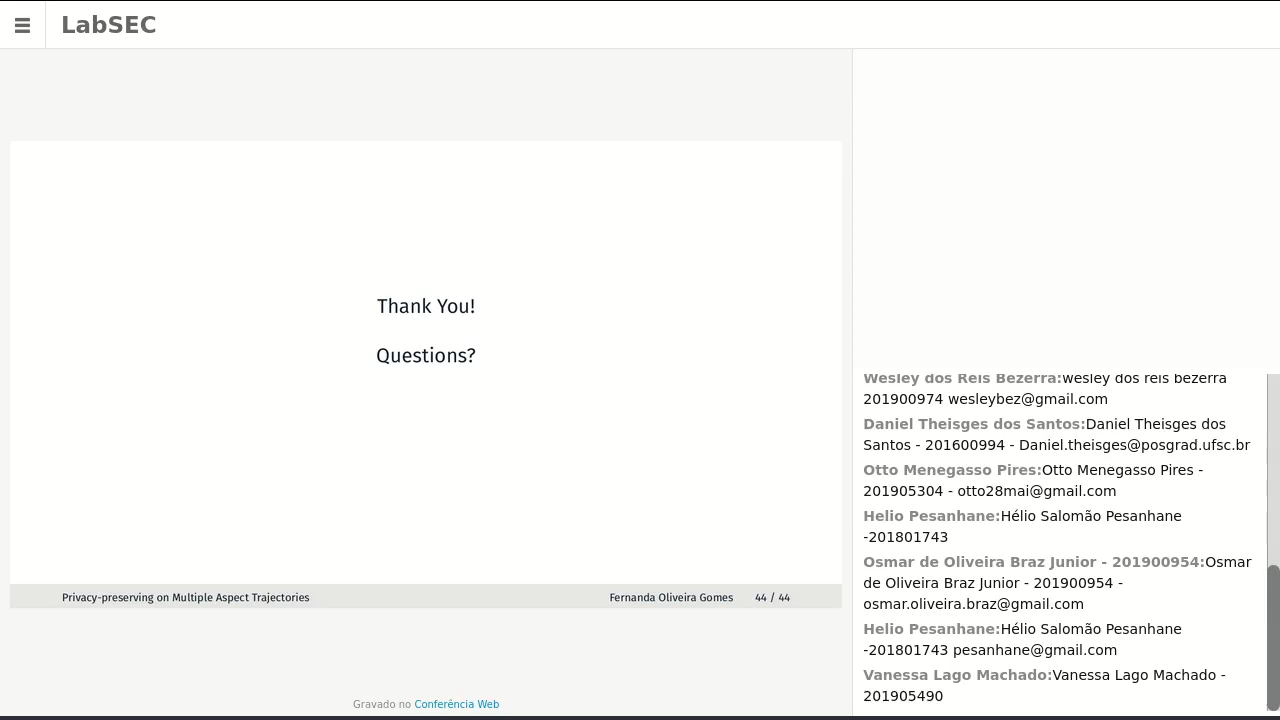 LabSEC
Thank You!
Questions?
Privacy-preserving on Multiple Aspect Trajectories
Fernanda Oliveira Gomes
44 / 44
Gravado no Conferência Web
Wesley dos Reis Bezerra:wesley dos reis bezerra
201900974 wesleybez@gmail.com
Daniel Theisges dos Santos:Daniel Theisges dos
Santos - 201600994 - Daniel.theisges@posgrad.ufsc.br
Otto Menegasso Pires:Otto Menegasso Pires -
201905304 - otto28mai@gmail.com
Helio Pesanhane:Hélio Salomão Pesanhane
-201801743
Osmar de Oliveira Braz Junior - 201900954:Osmar
de Oliveira Braz Junior - 201900954 -
osmar.oliveira.braz@gmail.com
Helio Pesanhane:Hélio Salomão Pesanhane
-201801743 pesanhane@gmail.com
Vanessa Lago Machado:Vanessa Lago Machado -
201905490